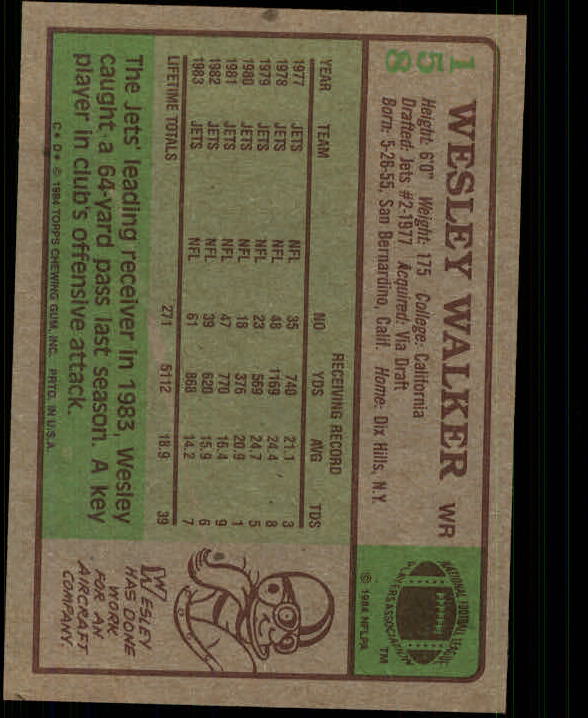 158
WESLEY WALKER WR
Height: 6'0" Weight: 175 College: California
Drafted: Jets #2-1977 Acquired: Via Draft
Born: 5-26-55, San Bernardino, Calif. Home: Dix Hills, N.Y.
NATIONAL FOOTBALL LEAGUE
PLAYERS ASSOCIATION
TM
© 1984 NFLPA
RECEIVING RECORD
YEAR TEAM NO YDS AVG TDS
1977 JETS NFL 35 740 21.1 3
1978 JETS NFL 48 1169 24.4 8
1979 JETS NFL 23 569 24.7 5
1980 JETS NFL 18 376 20.9 1
1981 JETS NFL 47 770 16.4 9
1982 JETS NFL 39 620 15.9 6
1983 JETS NFL 61 868 14.2 7
LIFETIME TOTALS 271 5112 18.9 39
The Jets' leading receiver in 1983, Wesley
caught a 64-yard pass last season. A key
player in club's offensive attack.
C* D* © 1984 TOPPS CHEWING GUM, INC. PRTD. IN U.S.A.
W
WESLEY
HAS DONE
WORK
FOR AN
AIRCRAFT
COMPANY.